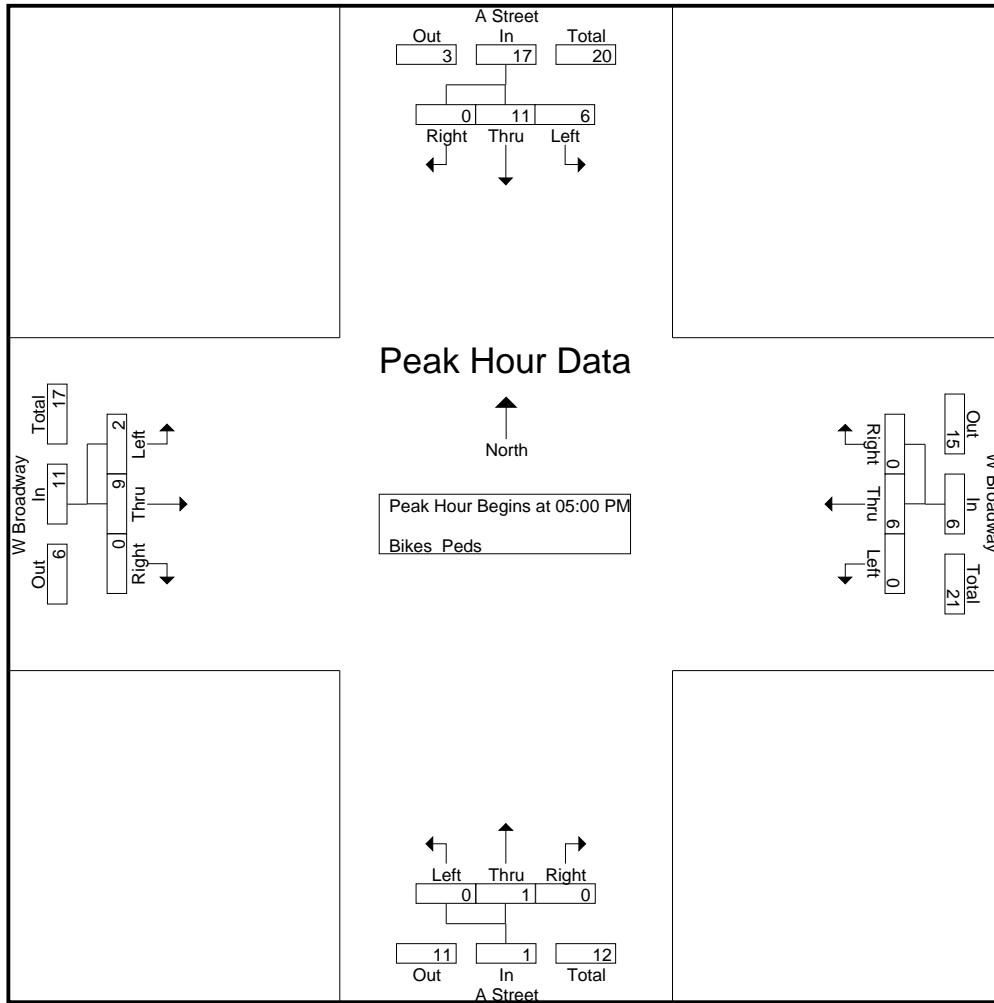 A Street
Out In Total
3 17 20
0 11 6
Right Thru Left
Peak Hour Data
North
Peak Hour Begins at 05:00 PM
Bikes Peds
W Broadway
Total In Out
17 11 6
2 9 0
Left Thru Right
W Broadway
Out In Total
15 6 21
0 6 0
Right Thru Left
Left Thru Right
0 1 0
11 1 12
Out In Total
A Street